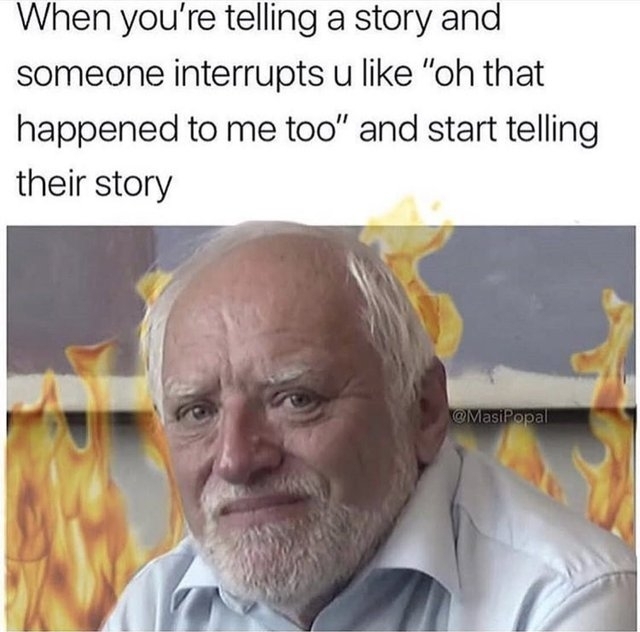 When you're telling a story and
someone interrupts u like "oh that
happened to me too" and start telling
their story
@MasiPopal